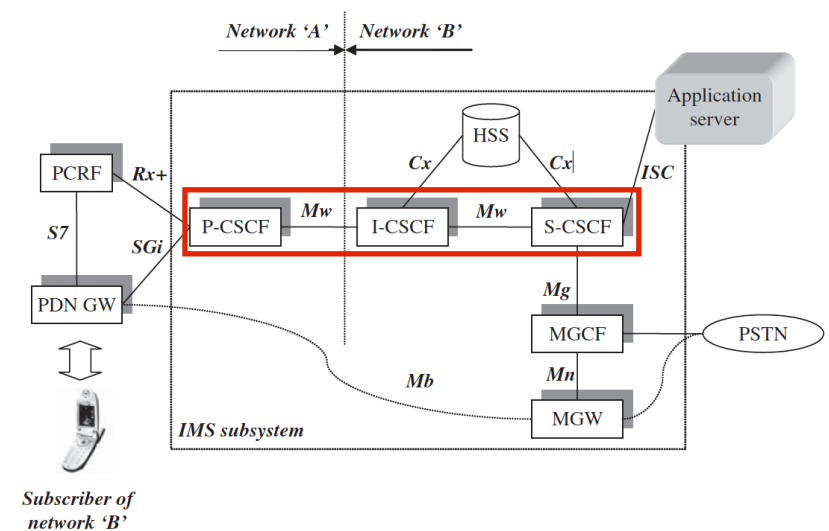 Network ‘A’ Network ‘B’
Application
server
HSS
Cx Cx
ISC
PCRF Rx+
P-CSCF Mw I-CSCF Mw S-CSCF
S7 SGi
Mg
PDN GW
MGCF PSTN
Mn
Mb
MGW
IMS subsystem
Subscriber of
network ‘B’